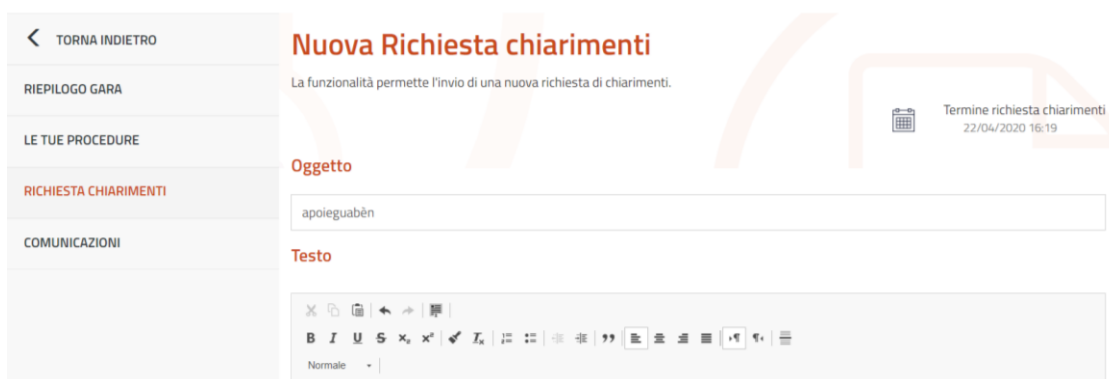 TORNA INDIETRO
RIEPILOGO GARA
LE TUE PROCEDURE
RICHIESTA CHIARIMENTI
COMUNICAZIONI
Nuova Richiesta chiarimenti
La funzionalità permette l'invio di una nuova richiesta di chiarimenti.
Termine richiesta chiarimenti
22/04/2020 16:19
Oggetto
apoieguabèn
Testo
Normale